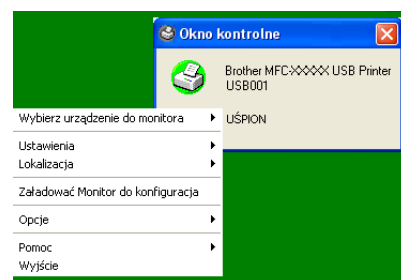 Okno kontrolne
Brother MFC-XXXX USB Printer
USB001
UŚPION
Wybierz urządzenie do monitora
Ustawienia
Lokalizacja
Załadować Monitor do konfiguracja
Opcje
Pomoc
Wyjście